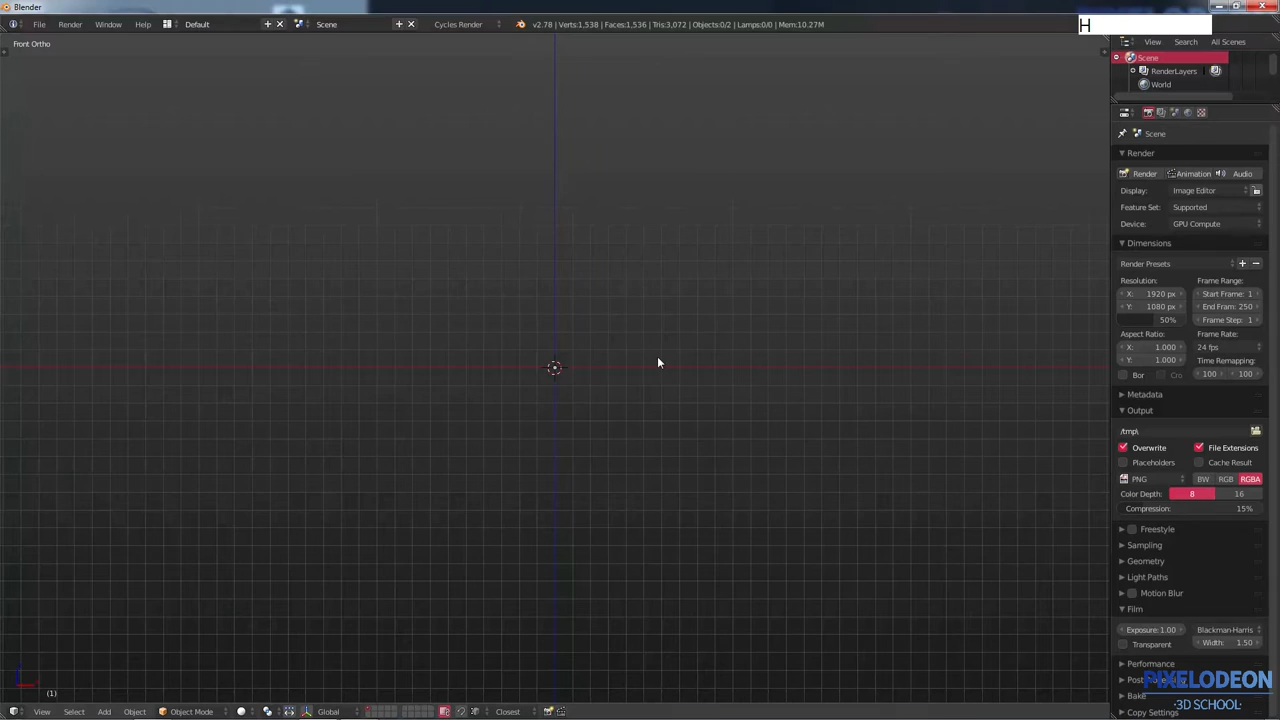 Blender
H
File Render Window Help Default Scene Cycles Render v2.78 | Verts:1,538 | Faces:1,536 | Tris:3,072 | Objects:0/2 | Lamps:0/0 | Mem:10.27M
Front Ortho
View Search All Scenes
Scene
RenderLayers
World
Scene
Render
Render Animation Audio
Display: Image Editor
Feature Set: Supported
Device: GPU Compute
Dimensions
Render Presets
Resolution: Frame Range:
X: 1920 px Start Frame: 1
Y: 1080 px End Fram: 250
50% Frame Step: 1
Aspect Ratio: Frame Rate:
X: 1.000 24 fps
Y: 1.000 Time Remapping:
Bor Cro 100 100
Metadata
Output
/tmp\
Overwrite File Extensions
Placeholders Cache Result
PNG BW RGB RGBA
Color Depth: 8 16
Compression: 15%
Freestyle
Sampling
Geometry
Light Paths
Motion Blur
Film
Exposure: 1.00 Blackman-Harris
Transparent Width: 1.50
Performance
Bake
Copy Settings
PIXELODEON
3D SCHOOL
(1)
View Select Add Object Object Mode Global Closest